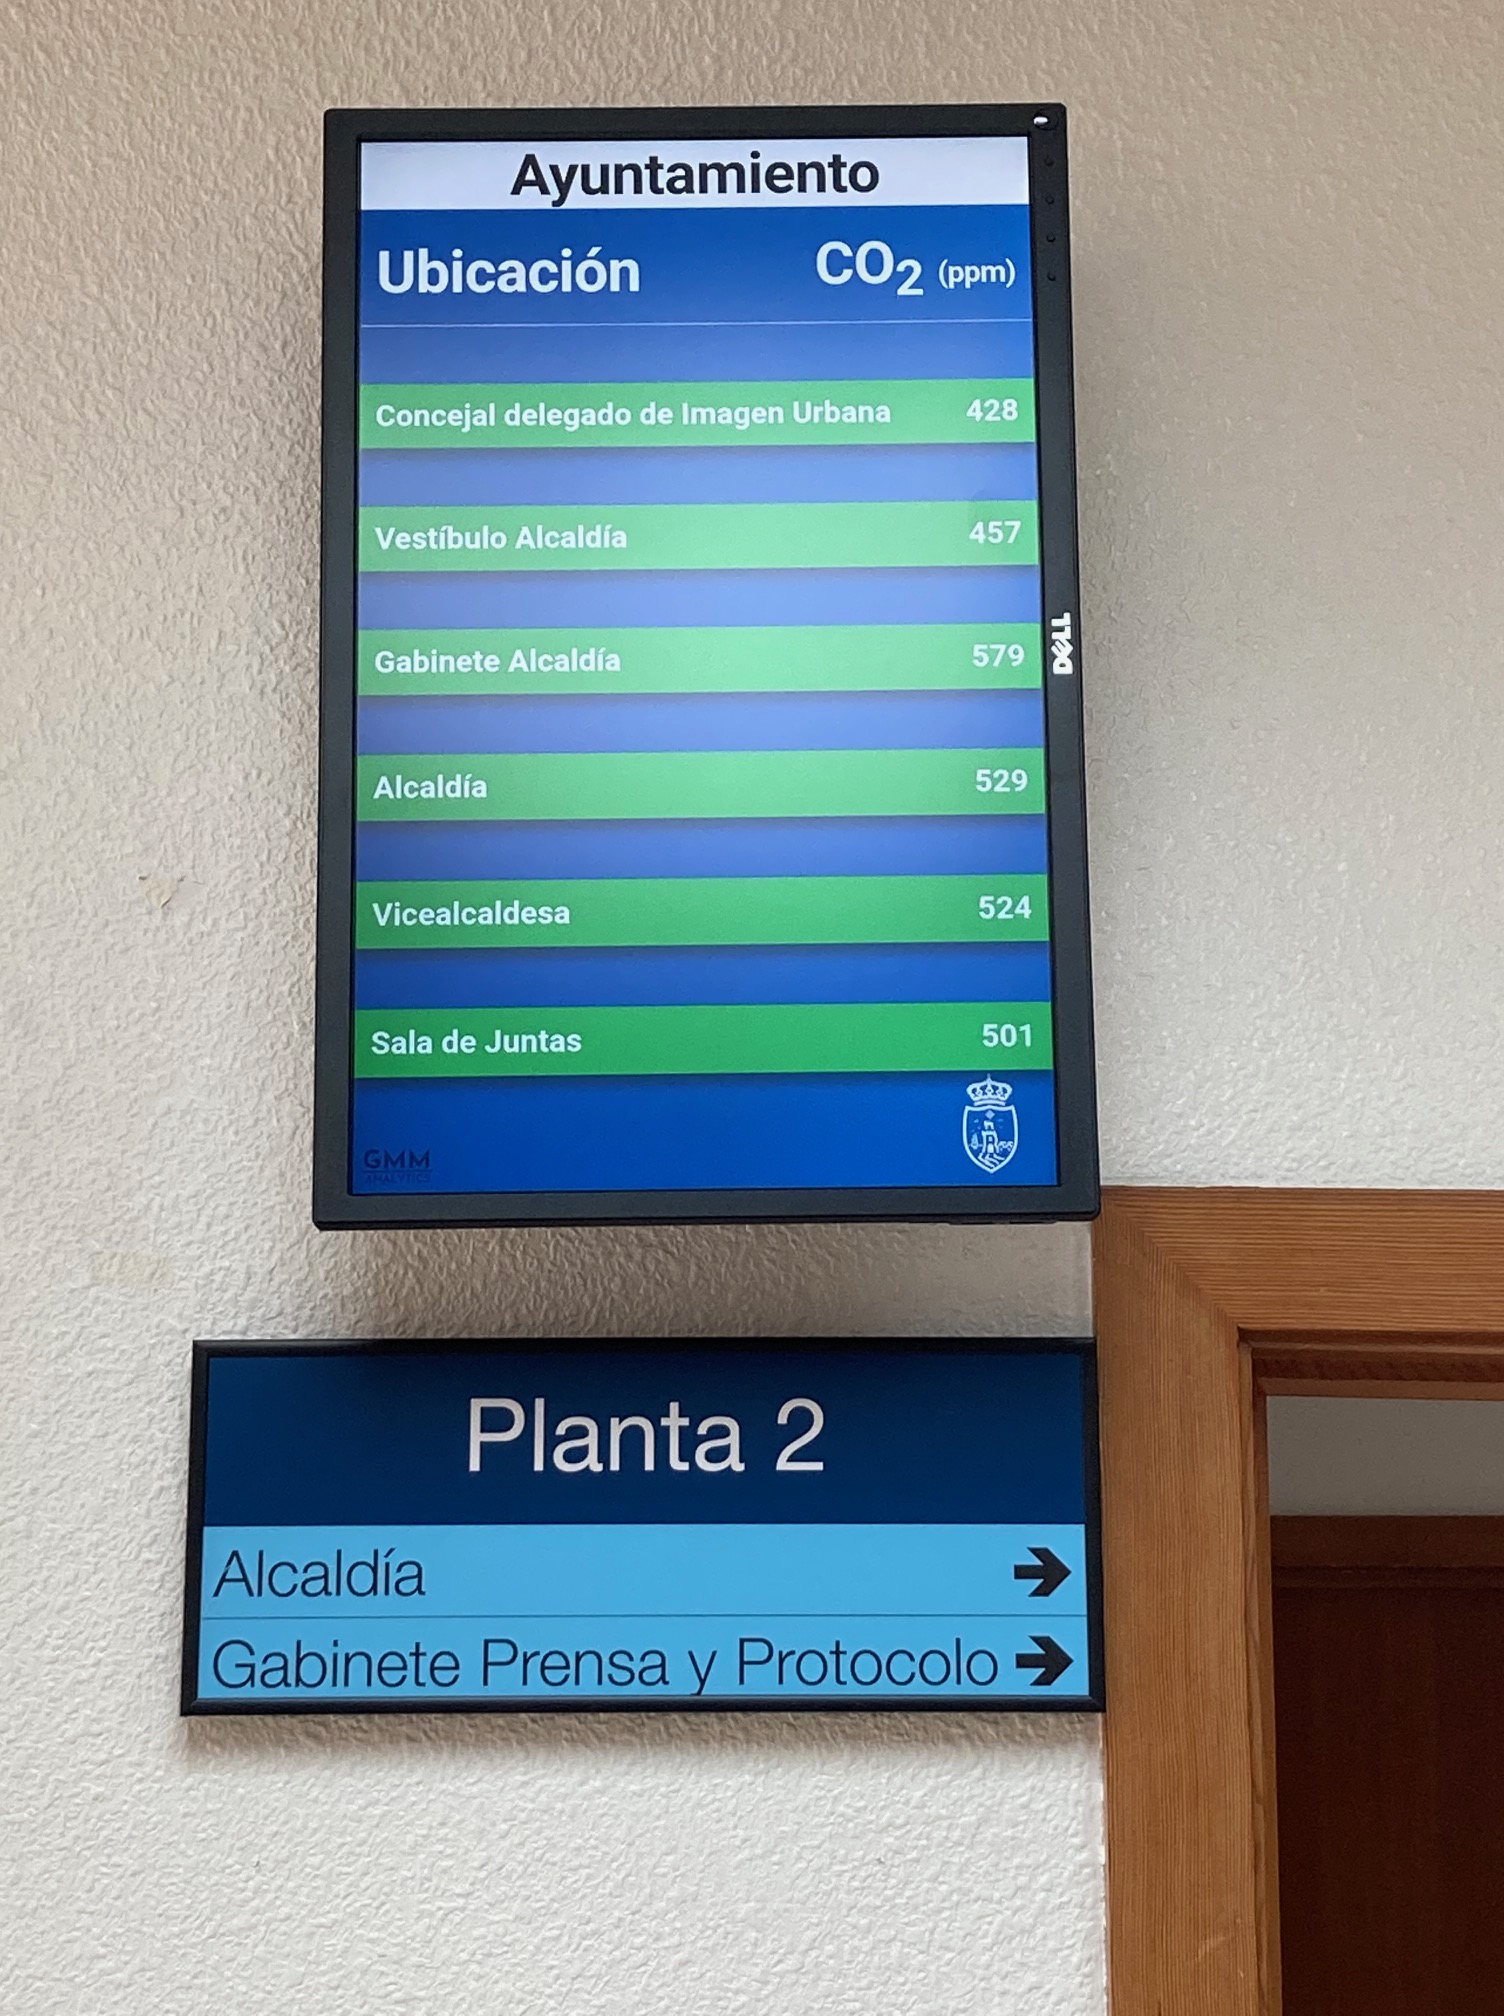 Ayuntamiento
Ubicación CO2 (ppm)
Concejal delegado de Imagen Urbana 428
Vestíbulo Alcaldía 457
Gabinete Alcaldía 579
Alcaldía 529
Vicealcaldesa 524
Sala de Juntas 501
GMM
ANALYTICS
DELL
Planta 2
Alcaldía
Gabinete Prensa y Protocolo